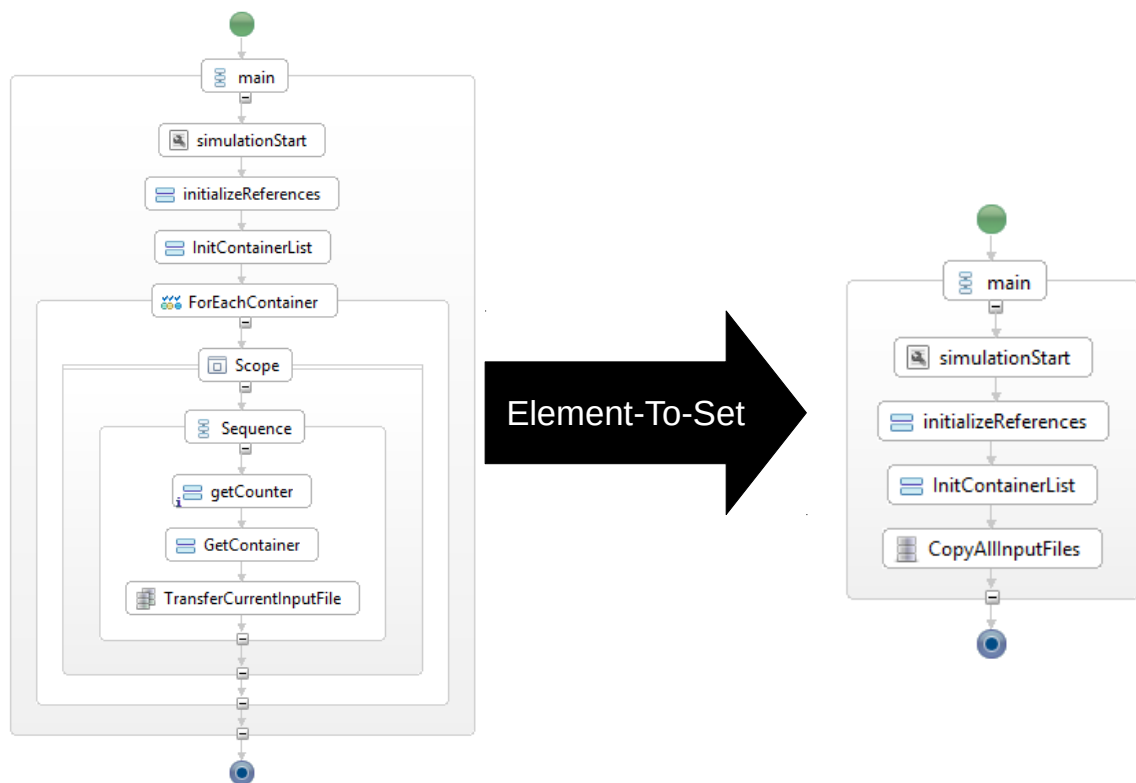 main
simulationStart
initializeReferences
InitContainerList
ForEachContainer
Scope
Sequence
getCounter
GetContainer
TransferCurrentInputFile
Element-To-Set
main
simulationStart
initializeReferences
InitContainerList
CopyAllInputFiles